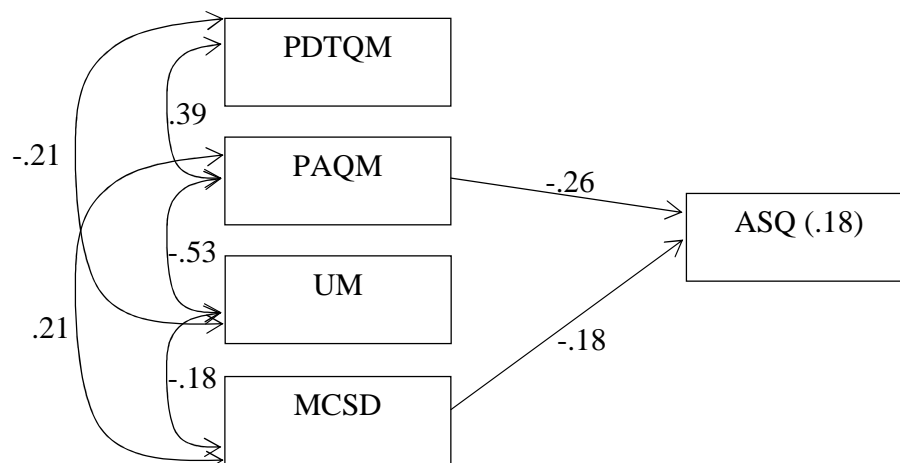 PDTQM
.39
-.21
PAQM
-.26
ASQ (.18)
-.53
UM
.21
-.18
-.18
MCSD